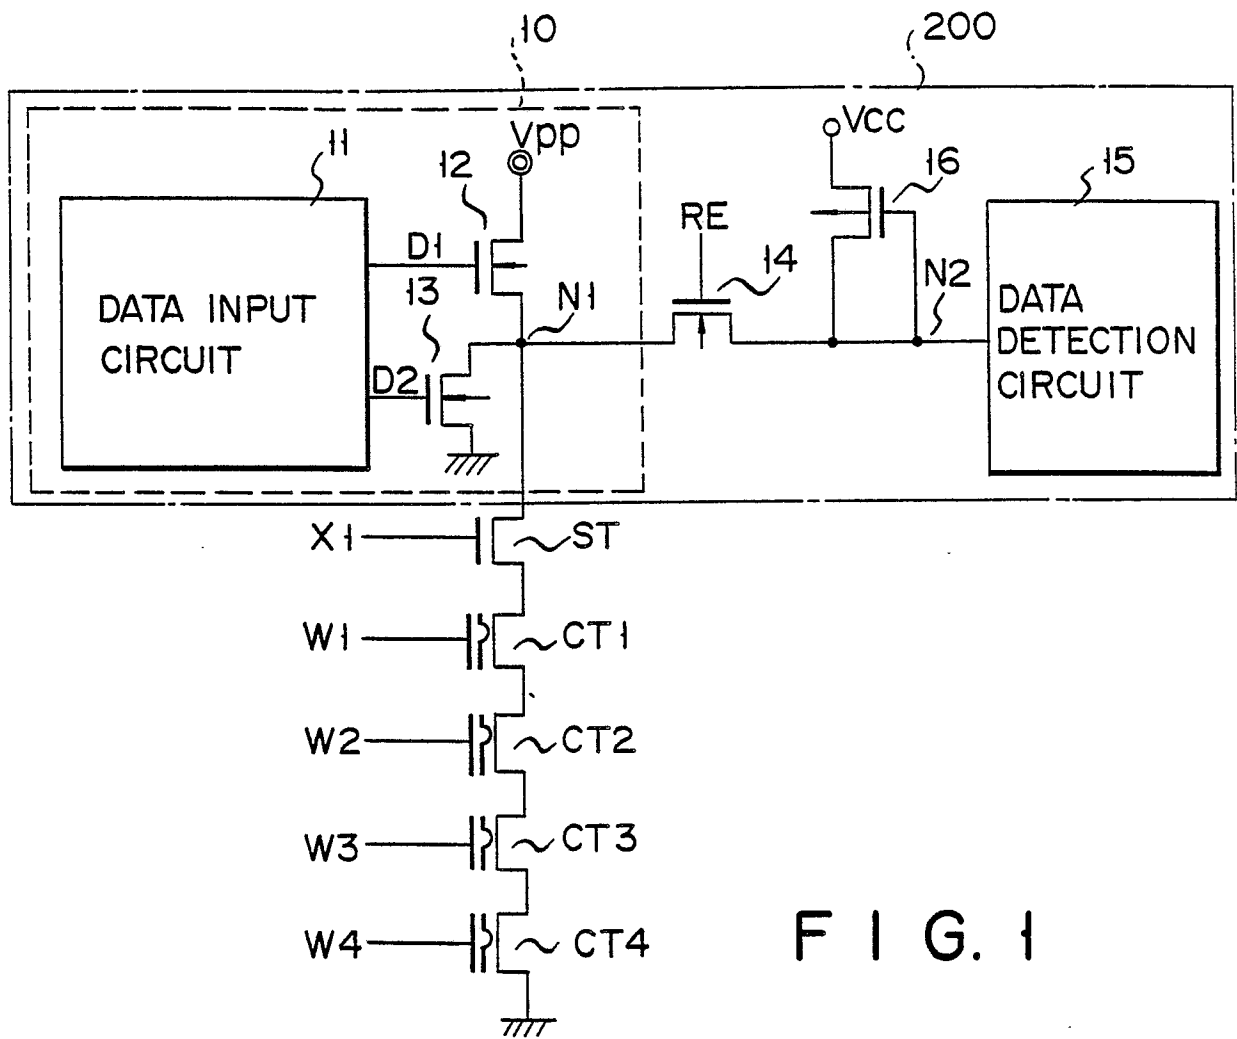 10
200
Vpp
VCC
11
12
16
15
D1
RE
13
N1
14
N2
DATA INPUT
CIRCUIT
DATA
DETECTION
CIRCUIT
D2
X1
ST
W1
CT1
W2
CT2
W3
CT3
W4
CT4
FIG. 1